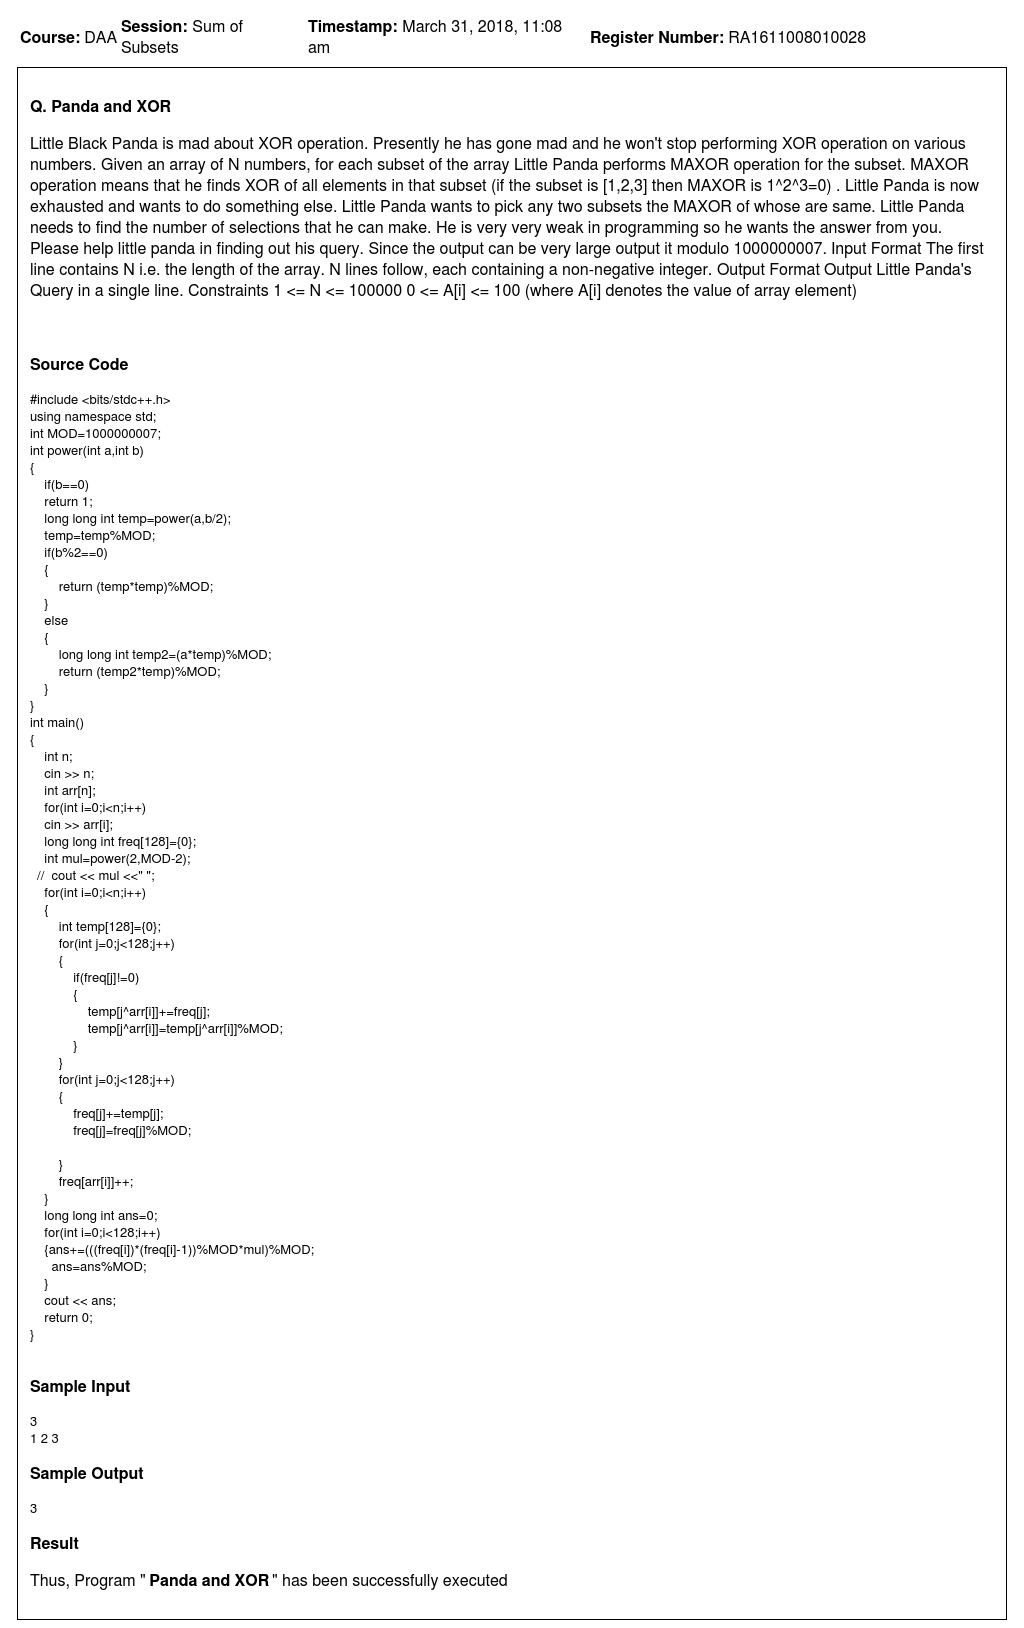 Course: DAA Session: Sum of Subsets Timestamp: March 31, 2018, 11:08 am Register Number: RA1611008010028
Q. Panda and XOR
Little Black Panda is mad about XOR operation. Presently he has gone mad and he won't stop performing XOR operation on various
numbers. Given an array of N numbers, for each subset of the array Little Panda performs MAXOR operation for the subset. MAXOR
operation means that he finds XOR of all elements in that subset (if the subset is [1,2,3] then MAXOR is 1^2^3=0) . Little Panda is now
exhausted and wants to do something else. Little Panda wants to pick any two subsets the MAXOR of whose are same. Little Panda
needs to find the number of selections that he can make. He is very very weak in programming so he wants the answer from you.
Please help little panda in finding out his query. Since the output can be very large output it modulo 1000000007. Input Format The first
line contains N i.e. the length of the array. N lines follow, each containing a non-negative integer. Output Format Output Little Panda's
Query in a single line. Constraints 1 <= N <= 100000 0 <= A[i] <= 100 (where A[i] denotes the value of array element)
Source Code
#include <bits/stdc++.h>
using namespace std;
int MOD=1000000007;
int power(int a,int b)
{
    if(b==0)
    return 1;
    long long int temp=power(a,b/2);
    temp=temp%MOD;
    if(b%2==0)
    {
        return (temp*temp)%MOD;
    }
    else
    {
        long long int temp2=(a*temp)%MOD;
        return (temp2*temp)%MOD;
    }
}
int main()
{
    int n;
    cin >> n;
    int arr[n];
    for(int i=0;i<n;i++)
    cin >> arr[i];
    long long int freq[128]={0};
    int mul=power(2,MOD-2);
  //  cout << mul <<" ";
    for(int i=0;i<n;i++)
    {
        int temp[128]={0};
        for(int j=0;j<128;j++)
        {
            if(freq[j]!=0)
            {
                temp[j^arr[i]]+=freq[j];
                temp[j^arr[i]]=temp[j^arr[i]]%MOD;
            }
        }
        for(int j=0;j<128;j++)
        {
            freq[j]+=temp[j];
            freq[j]=freq[j]%MOD;

        }
        freq[arr[i]]++;
    }
    long long int ans=0;
    for(int i=0;i<128;i++)
    {ans+=(((freq[i])*(freq[i]-1))%MOD*mul)%MOD;
      ans=ans%MOD;
    }
    cout << ans;
    return 0;
}
Sample Input
3
1 2 3
Sample Output
3
Result
Thus, Program " Panda and XOR " has been successfully executed